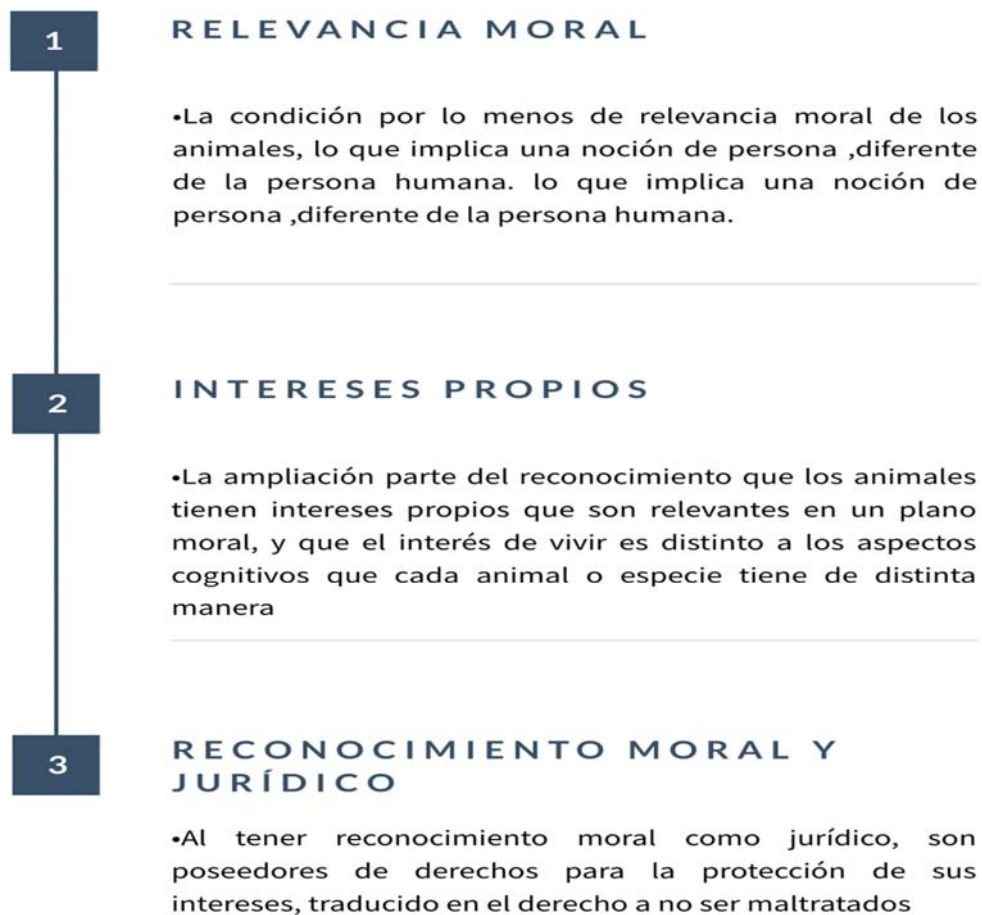 1
RELEVANCIA MORAL
•La condición por lo menos de relevancia moral de los
animales, lo que implica una noción de persona ,diferente
de la persona humana. lo que implica una noción de
persona ,diferente de la persona humana.
2
INTERESES PROPIOS
•La ampliación parte del reconocimiento que los animales
tienen intereses propios que son relevantes en un plano
moral, y que el interés de vivir es distinto a los aspectos
cognitivos que cada animal o especie tiene de distinta
manera
3
RECONOCIMIENTO MORAL Y
JURÍDICO
•Al tener reconocimiento moral como jurídico, son
poseedores de derechos para la protección de sus
intereses, traducido en el derecho a no ser maltratados